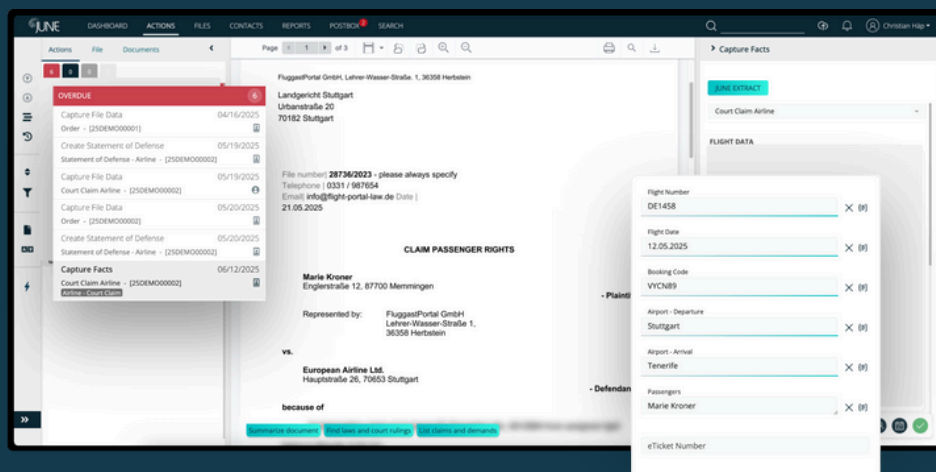 JUNE
DASHBOARD
ACTIONS
FILES
CONTACTS
REPORTS
POSTBOX 2
SEARCH
Christian Häp
Actions
File
Documents
Page 1 of 3
Capture Facts
6
0
0
OVERDUE 6
Capture File Data 04/16/2025
Order - [25DEMO00001]
Create Statement of Defense 05/19/2025
Statement of Defense - Airline - [25DEMO00002]
Capture File Data 05/19/2025
Court Claim Airline - [25DEMO00002]
Capture File Data 05/20/2025
Order - [25DEMO00002]
Create Statement of Defense 05/20/2025
Statement of Defense - Airline - [25DEMO00002]
Capture Facts 06/12/2025
Court Claim Airline - [25DEMO00002]
Airline - Court Claim
FluggastPortal GmbH, Lehrer-Wasser-Straße. 1, 36358 Herbstein
Landgericht Stuttgart
Urbanstraße 20
70182 Stuttgart
File number| 28736/2023 - please always specify
Telephone | 0331 / 987654
Email| info@flight-portal-law.de Date |
21.05.2025
CLAIM PASSENGER RIGHTS
Marie Kroner
Englerstraße 12, 87700 Memmingen
- Plainti
Represented by: FluggastPortal GmbH
Lehrer-Wasser-Straße 1,
36358 Herbstein
vs.
European Airline Ltd.
Hauptstraße 26, 70653 Stuttgart
- Defendan
because of
Summarize document
Find laws and court rulings
List claims and demands
JUNE EXTRACT
Court Claim Airline
FLIGHT DATA
Flight Number
DE1458
Flight Date
12.05.2025
Booking Code
VYCN89
Airport - Departure
Stuttgart
Airport - Arrival
Tenerife
Passengers
Marie Kroner
eTicket Number